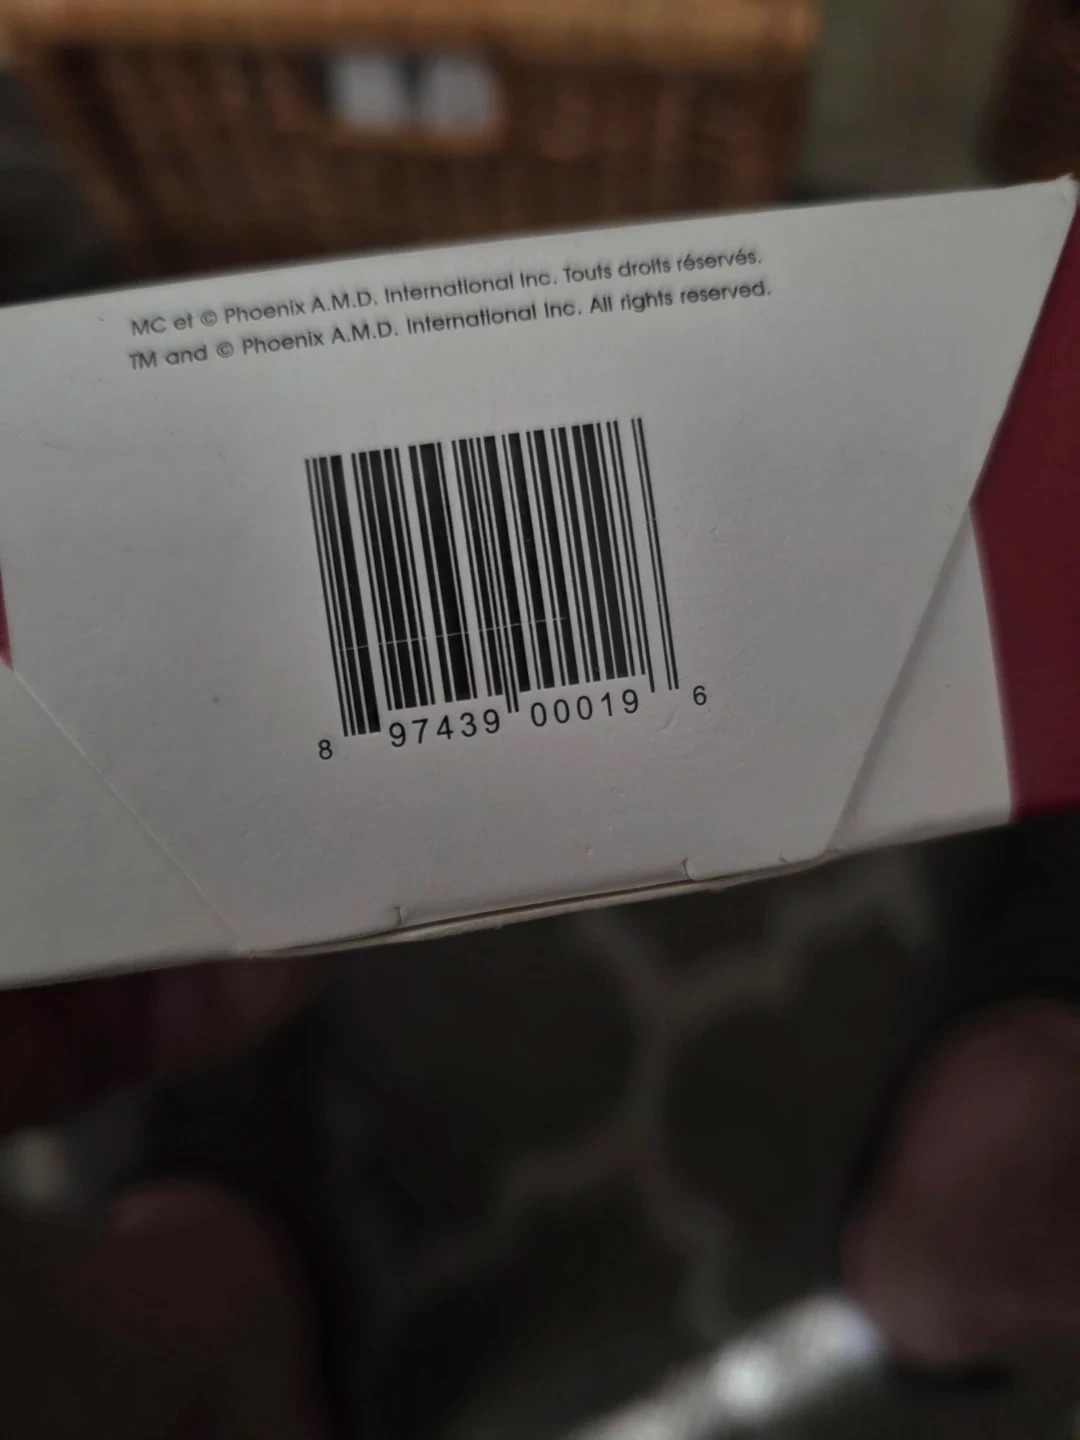 MC et © Phoenix A.M.D. International Inc. Touts droits réservés.
TM and © Phoenix A.M.D. International Inc. All rights reserved.
8 97439 00019 6